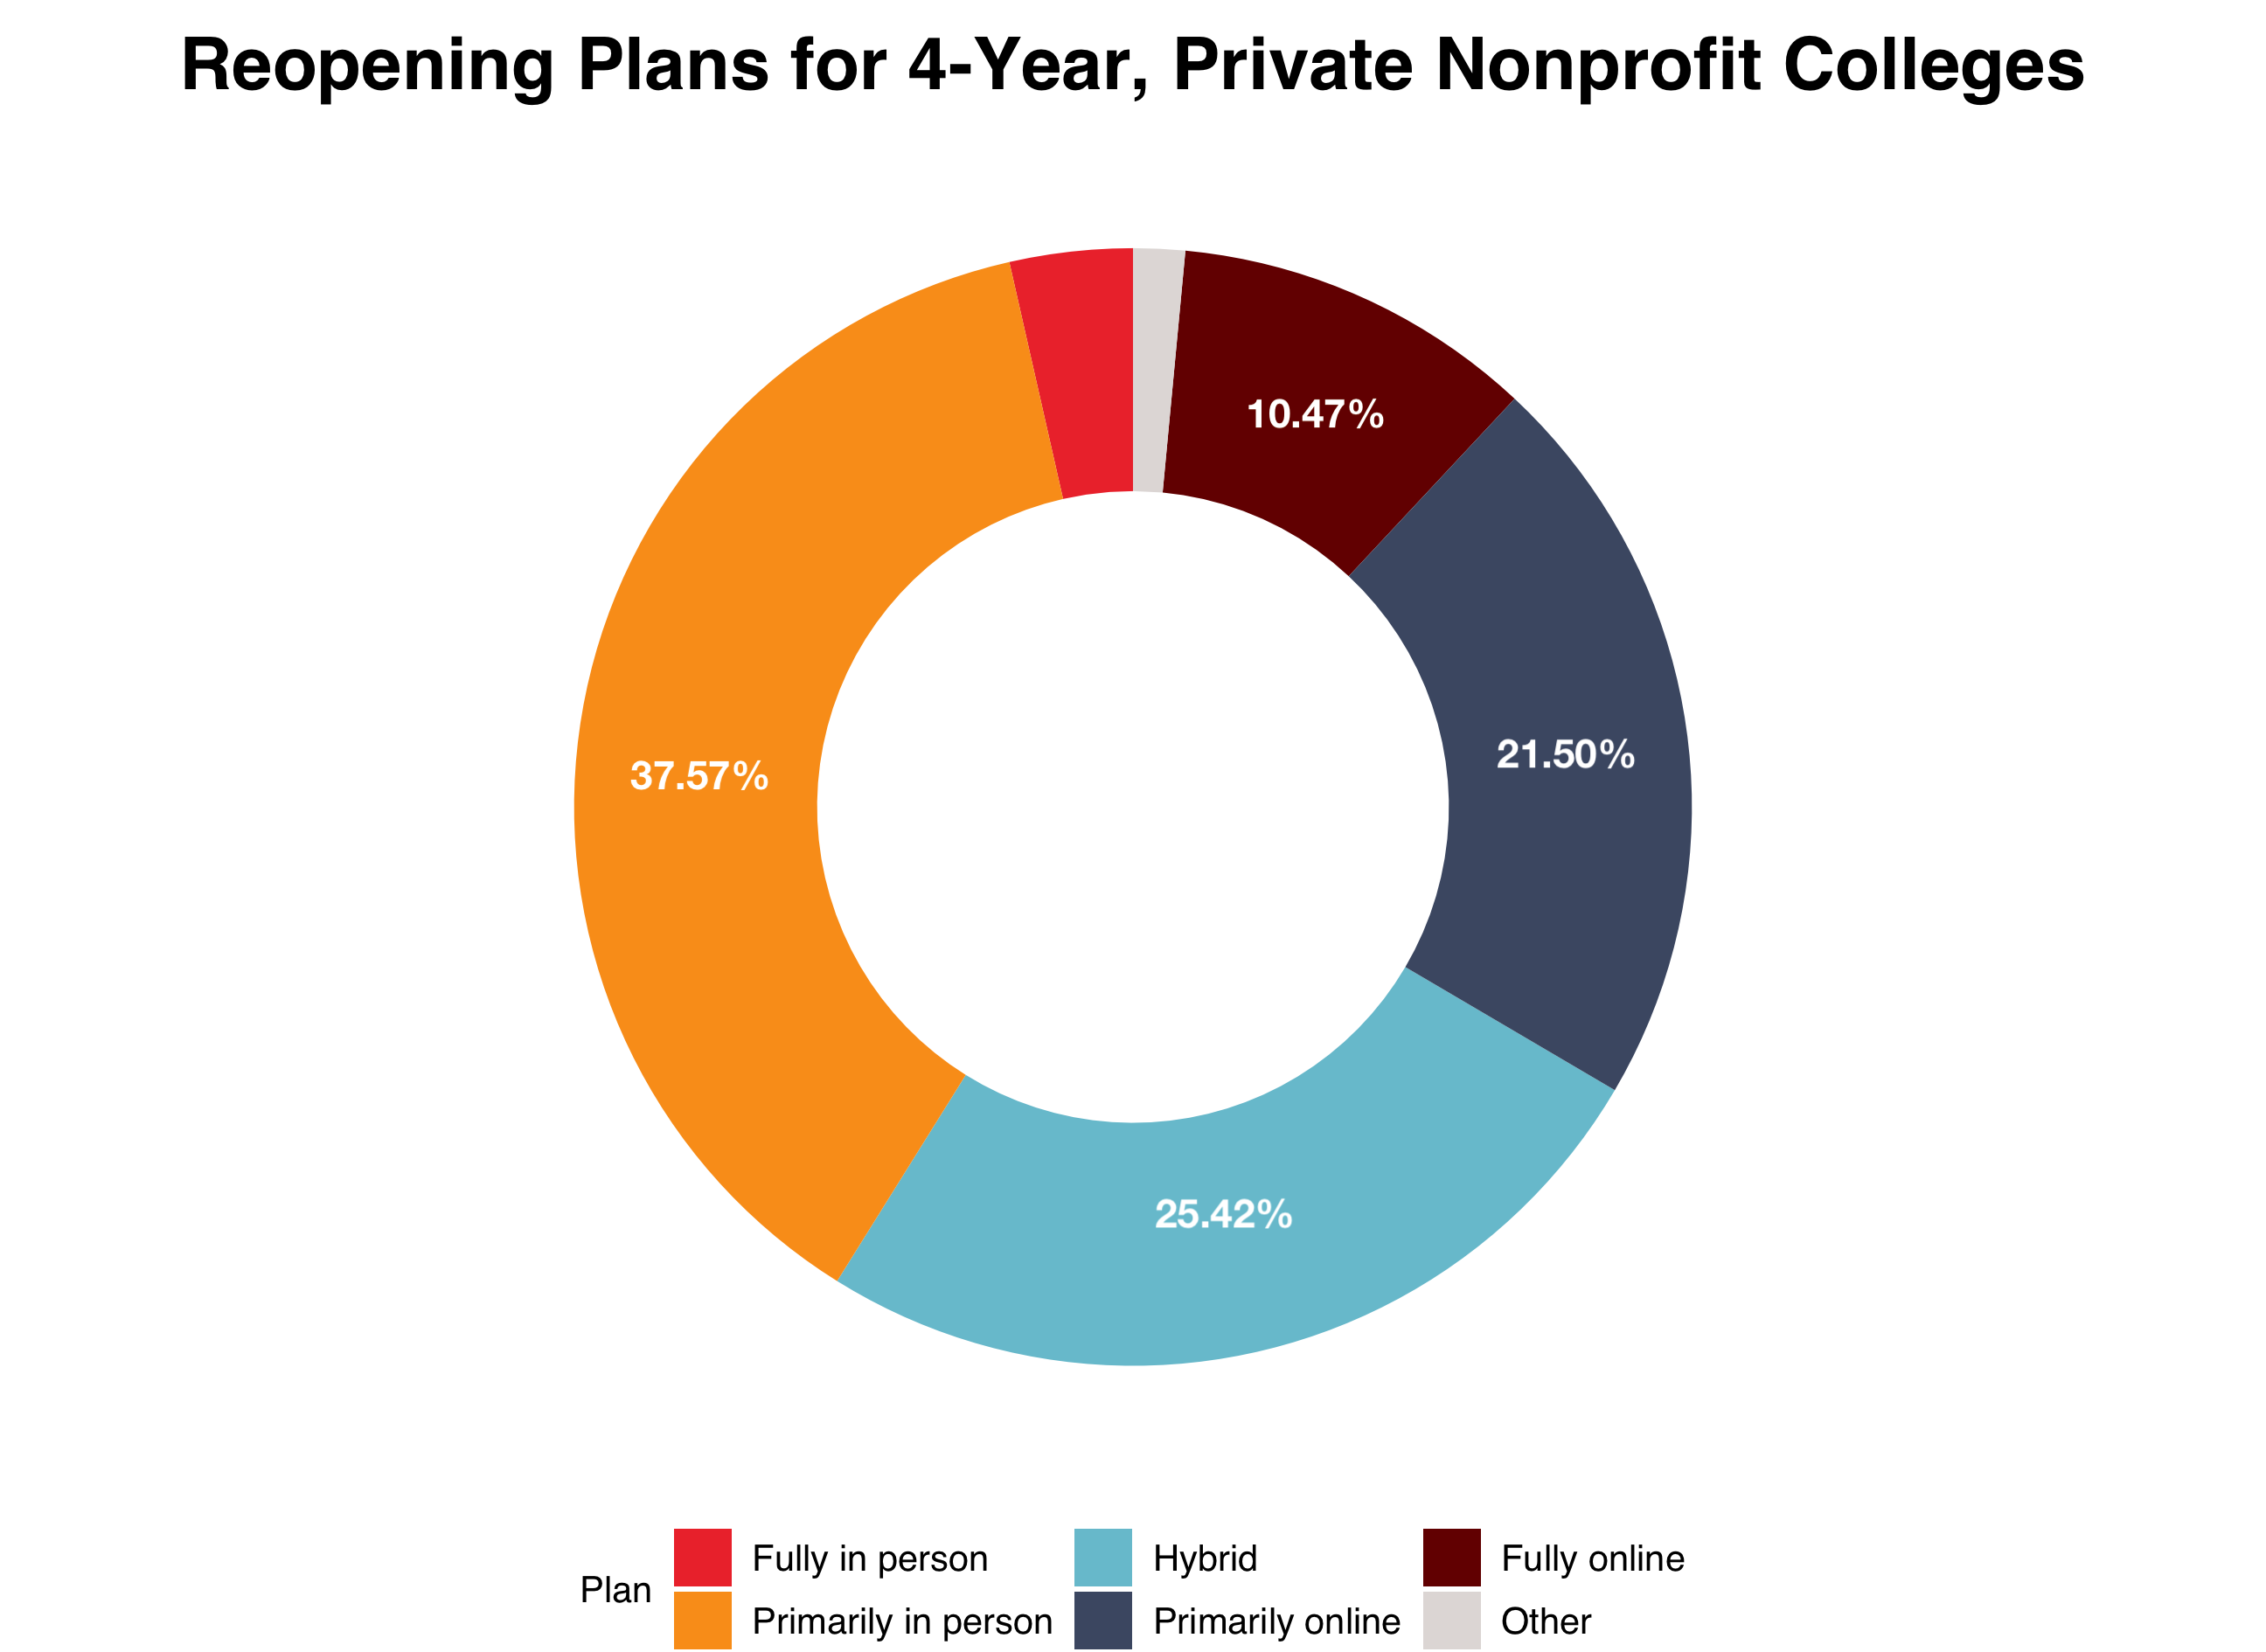 Reopening Plans for 4-Year, Private Nonprofit Colleges
10.47%
21.50%
37.57%
25.42%
Plan
Fully in person
Hybrid
Fully online
Primarily in person
Primarily online
Other